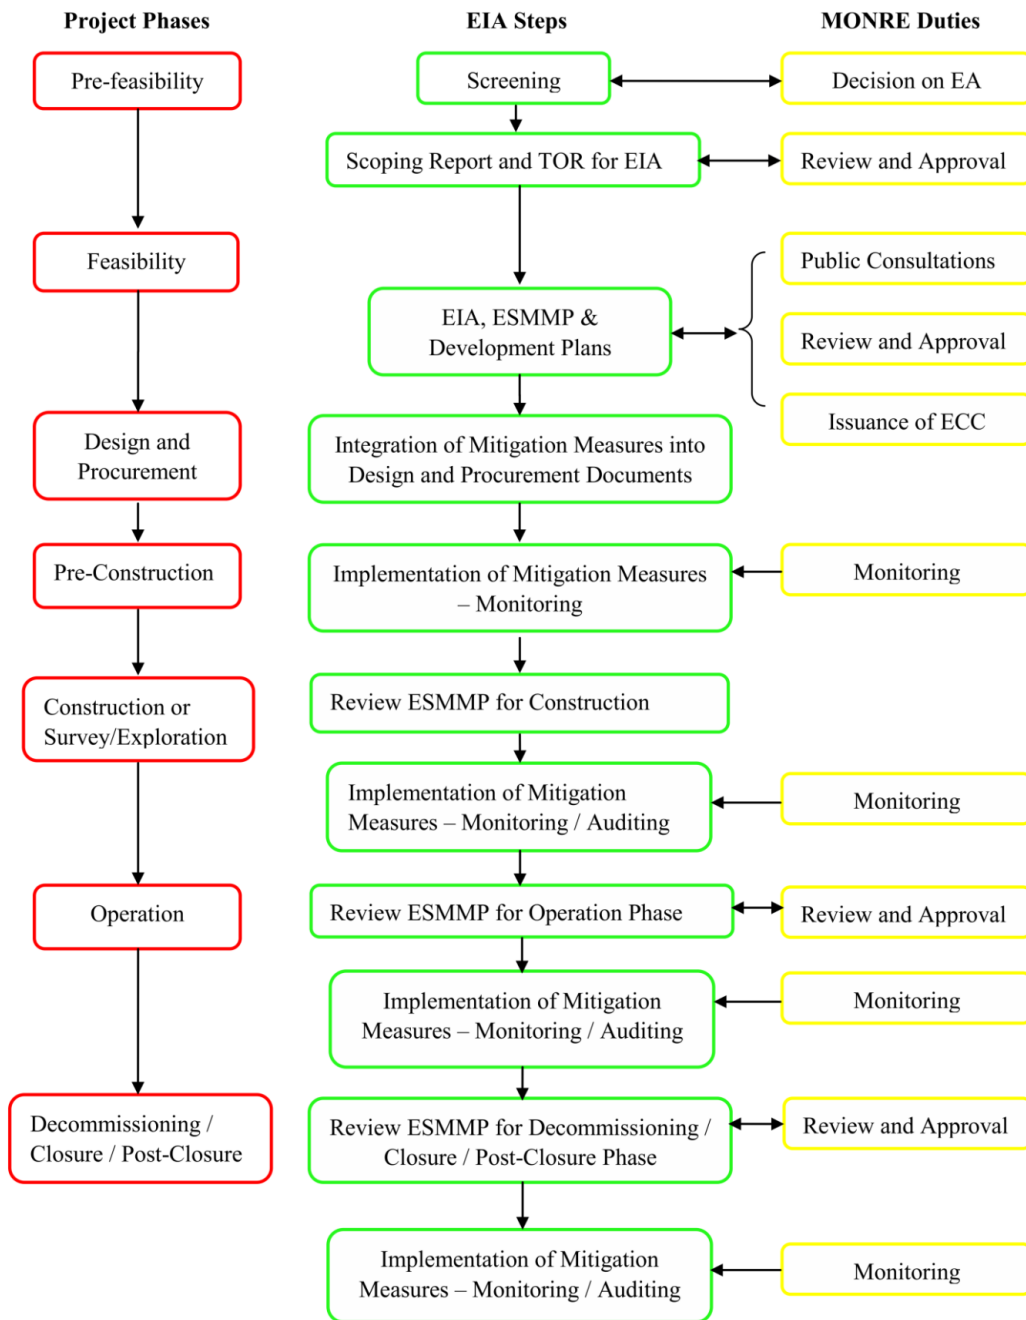 Project Phases
EIA Steps
MONRE Duties
Pre-feasibility
Screening
Decision on EA
Scoping Report and TOR for EIA
Review and Approval
Feasibility
Public Consultations
EIA, ESMMP &
Development Plans
Review and Approval
Issuance of ECC
Design and
Procurement
Integration of Mitigation Measures into
Design and Procurement Documents
Pre-Construction
Implementation of Mitigation Measures
– Monitoring
Monitoring
Construction or
Survey/Exploration
Review ESMMP for Construction
Implementation of Mitigation
Measures – Monitoring / Auditing
Monitoring
Operation
Review ESMMP for Operation Phase
Review and Approval
Implementation of Mitigation
Measures – Monitoring / Auditing
Monitoring
Decommissioning /
Closure / Post-Closure
Review ESMMP for Decommissioning /
Closure / Post-Closure Phase
Review and Approval
Implementation of Mitigation
Measures – Monitoring / Auditing
Monitoring